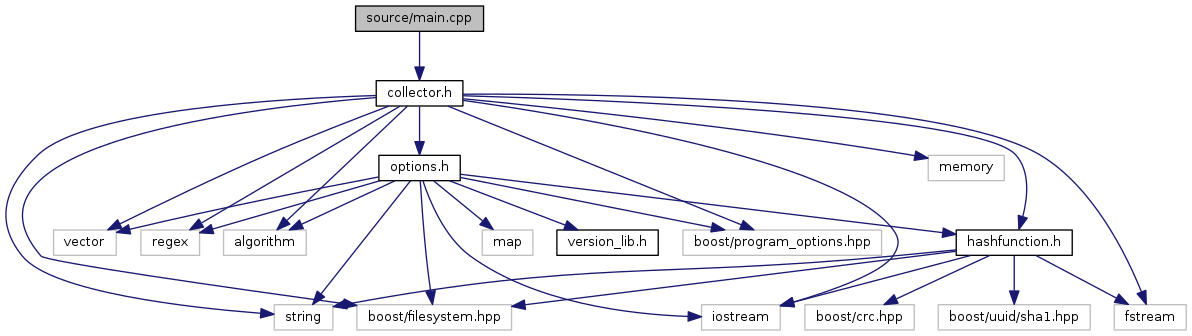 source/main.cpp
collector.h
options.h
memory
vector
regex
algorithm
map
version_lib.h
boost/program_options.hpp
hashfunction.h
string
boost/filesystem.hpp
iostream
boost/crc.hpp
boost/uuid/sha1.hpp
fstream